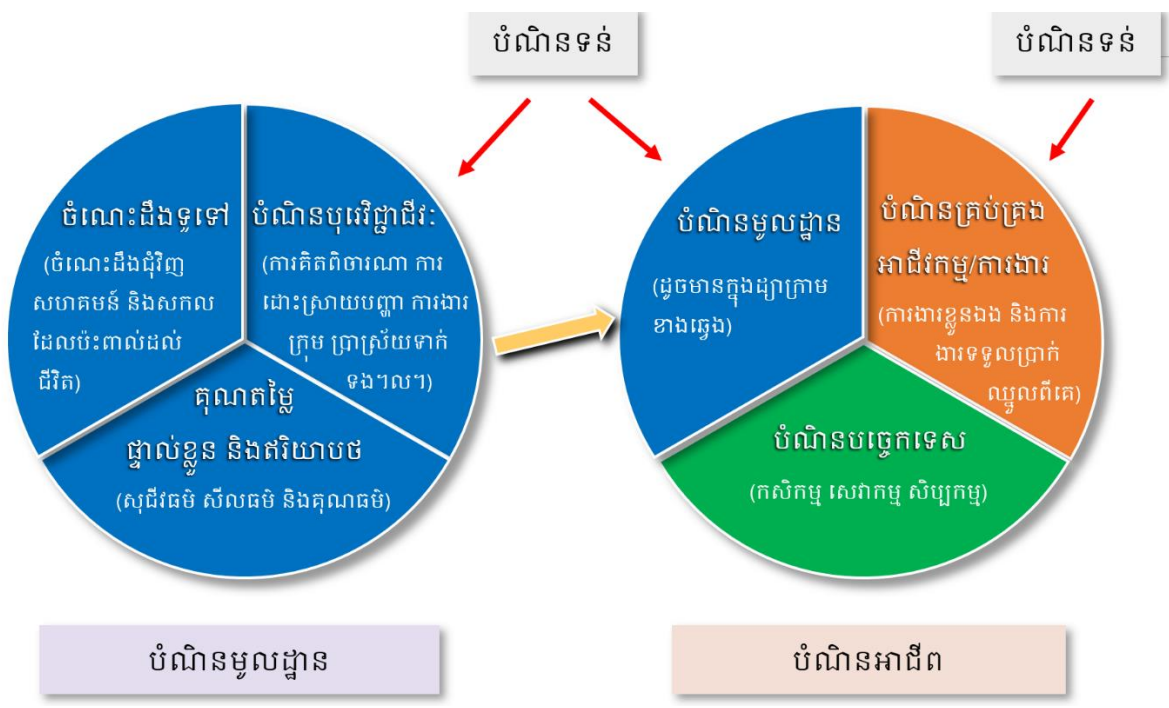 បំណិនទន់
បំណិនទន់
ចំណេះដឹងទូទៅ
(ចំណេះដឹងជុំវិញ
សហគមន៍ និងសកល
ដែលប៉ះពាល់ដល់
ជីវិត)
បំណិនបុរេវិជ្ជាជីវៈ
(ការគិតពិចារណា ការ
ដោះស្រាយបញ្ហា ការងារ
ក្រុម ប្រាស្រ័យទាក់
ទង។ល។)
គុណតម្លៃ
ផ្ទាល់ខ្លួន និងឥរិយាបថ
(សុជីវធម៌ សីលធម៌ និងគុណធម៌)
បំណិនមូលដ្ឋាន
(ដូចមានក្នុងដ្យាក្រាម
ខាងឆ្វេង)
បំណិនគ្រប់គ្រង
អាជីវកម្ម/ការងារ
(ការងារខ្លួនឯង និងការ
ងារទទួលប្រាក់
ឈ្នួលពីគេ)
បំណិនបច្ចេកទេស
(កសិកម្ម សេវាកម្ម សិប្បកម្ម)
បំណិនមូលដ្ឋាន
បំណិនអាជីព